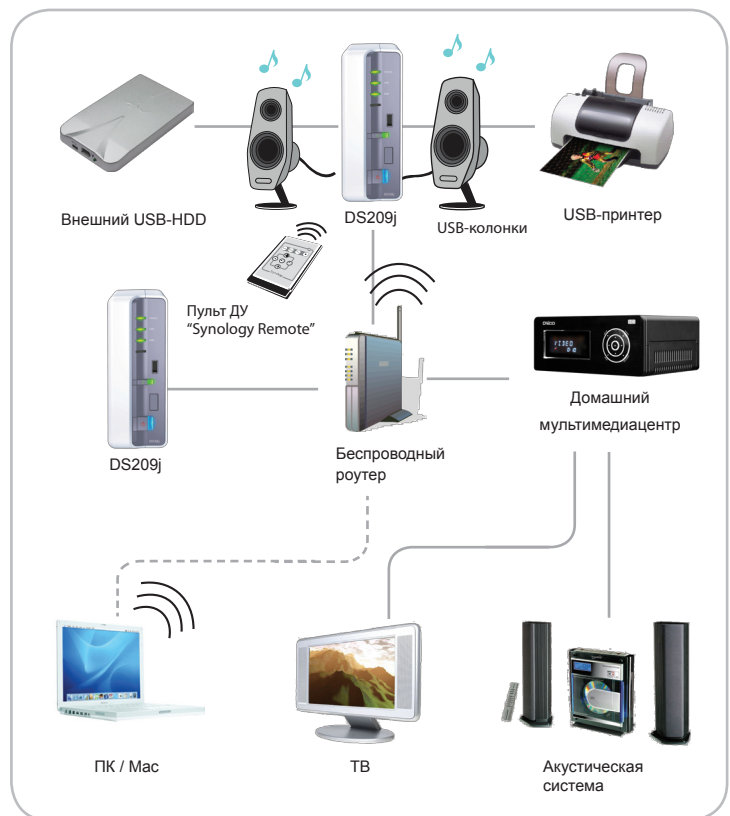 Внешний USB-HDD
DS209j
USB-колонки
USB-принтер
Пульт ДУ
“Synology Remote”
DS209j
Беспроводный
роутер
Домашний
мультимедиацентр
ПК / Mac
ТВ
Акустическая
система